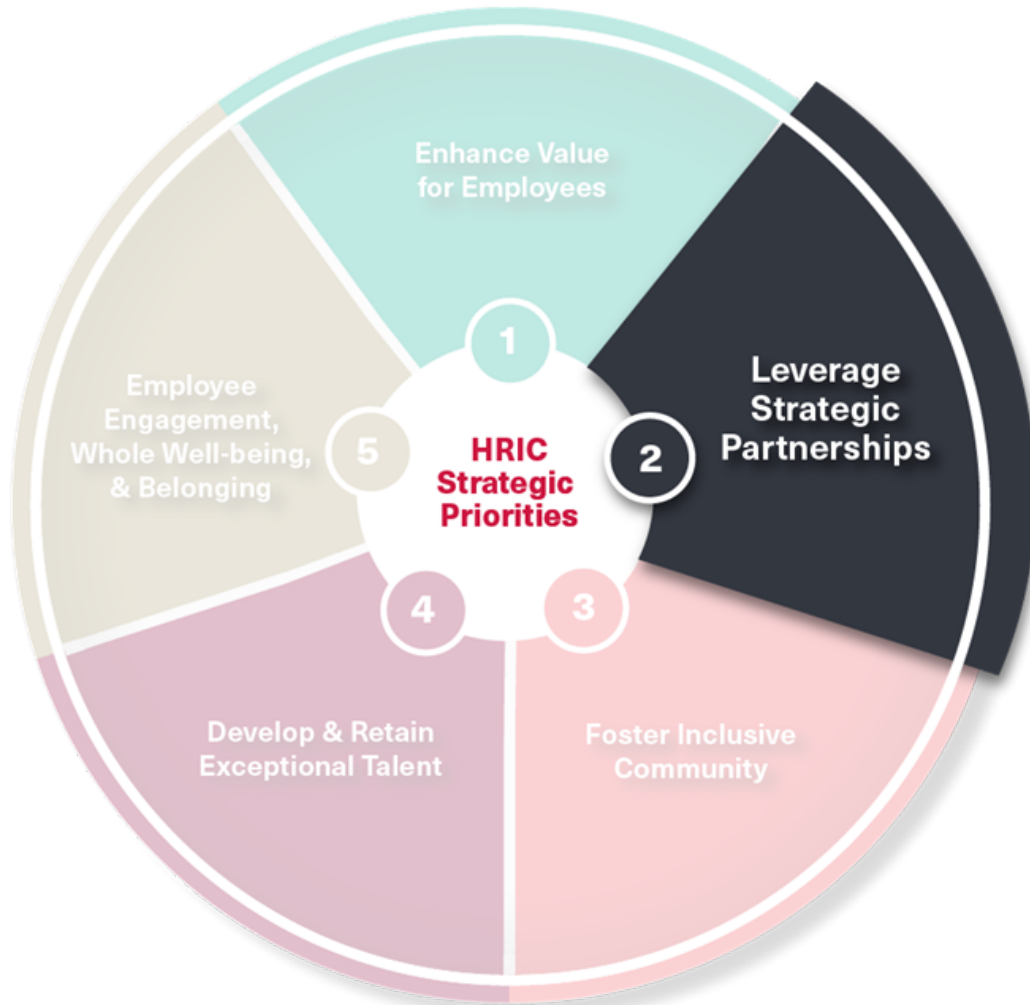 Enhance Value
for Employees
1
Leverage
Strategic
Partnerships
2
Foster Inclusive
Community
3
Develop & Retain
Exceptional Talent
4
Employee
Engagement,
Whole Well-being,
& Belonging
5
HRIC
Strategic
Priorities